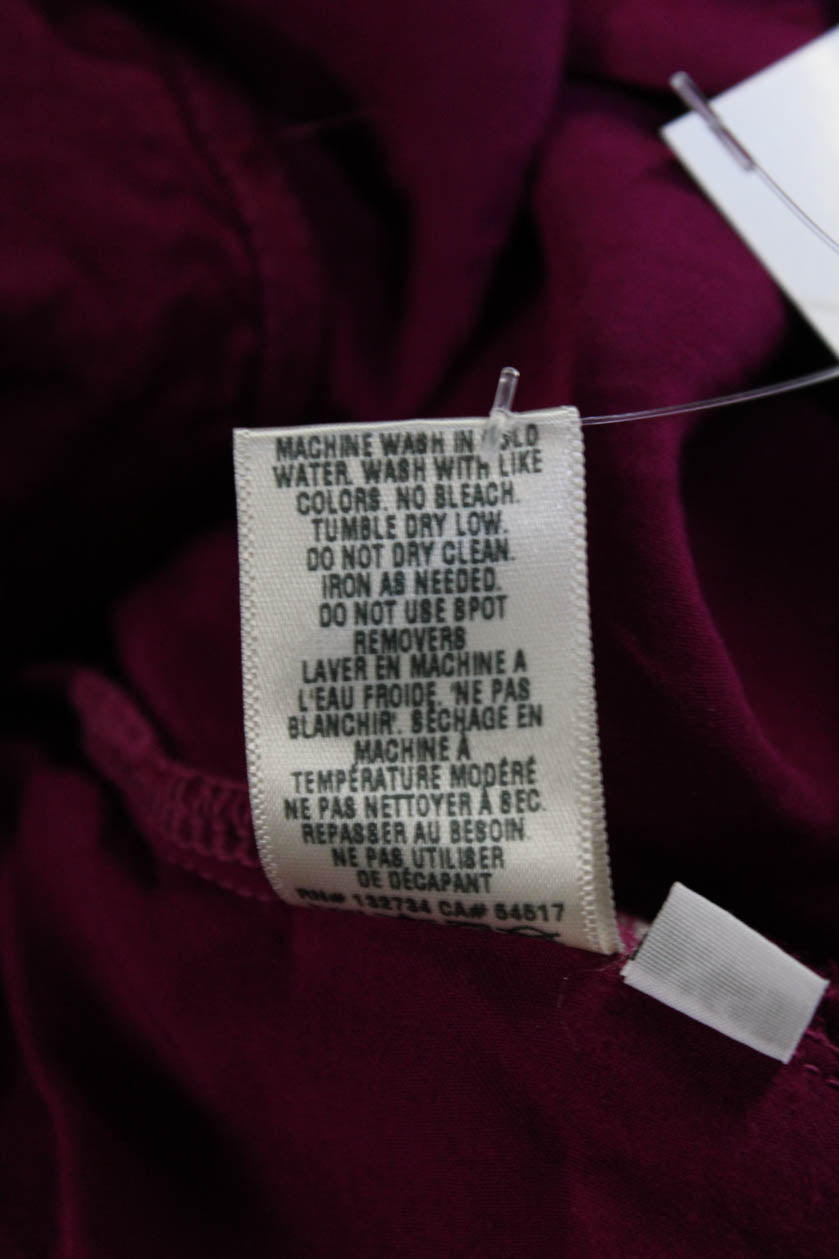 MACHINE WASH IN COLD
WATER. WASH WITH LIKE
COLORS. NO BLEACH.
TUMBLE DRY LOW.
DO NOT DRY CLEAN.
IRON AS NEEDED.
DO NOT USE SPOT
REMOVERS
LAVER EN MACHINE A
L'EAU FROIDE. 'NE PAS
BLANCHIR'. SÉCHAGE EN
MACHINE À
TEMPÉRATURE MODÉRÉ
NE PAS NETTOYER À SEC.
REPASSER AU BESOIN.
NE PAS UTILISER
DE DÉCAPANT
RN# 132734 CA# 54517